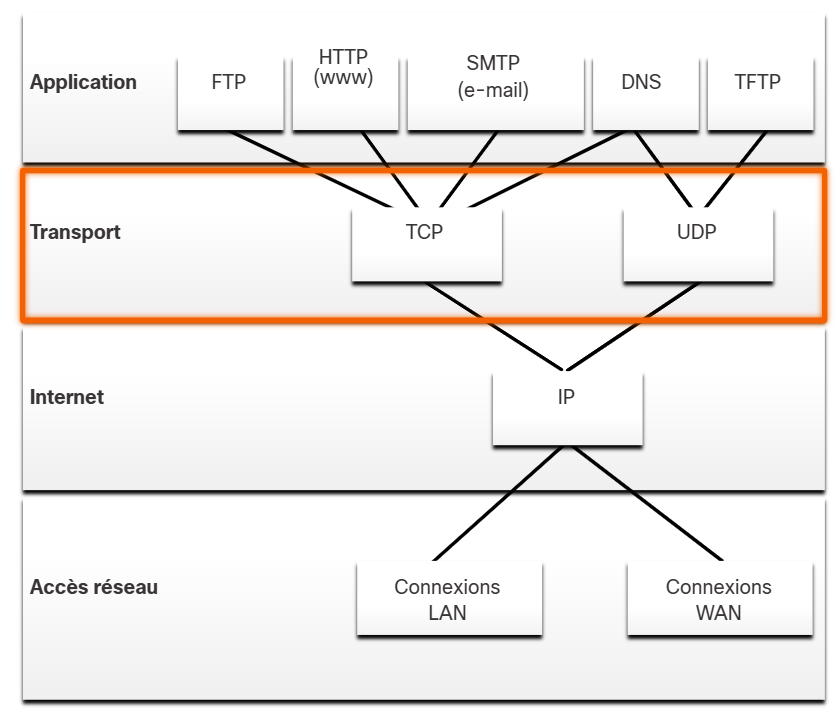 Application
FTP
HTTP
(www)
SMTP
(e-mail)
DNS
TFTP
Transport
TCP
UDP
Internet
IP
Accès réseau
Connexions
LAN
Connexions
WAN